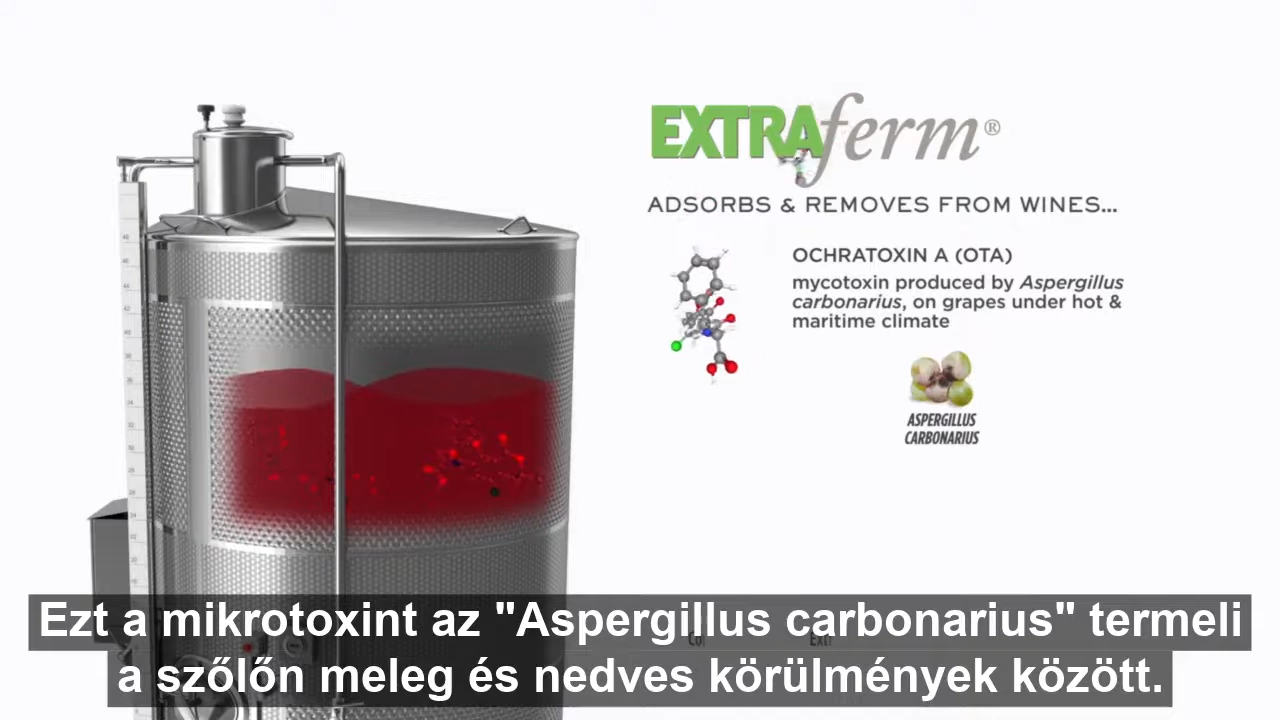 EXTRAferm®
ADSORBS & REMOVES FROM WINES...
OCHRATOXIN A (OTA)
mycotoxin produced by Aspergillus
carbonarius, on grapes under hot &
maritime climate
ASPERGILLUS
CARBONARIUS
Ezt a mikrotoxint az "Aspergillus carbonarius" termeli
a szőlőn meleg és nedves körülmények között.